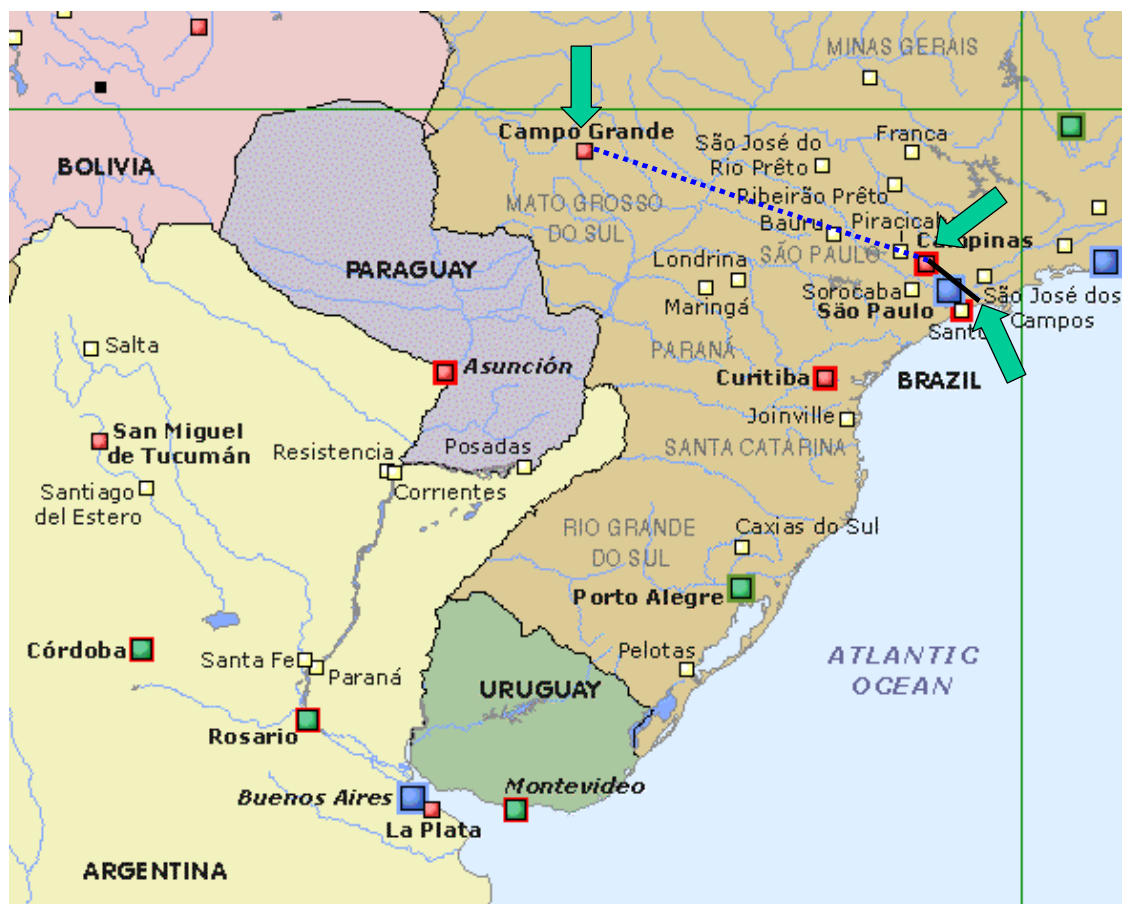 MINAS GERAIS
Campo Grande
São José do
Rio Prêto
Franca
BOLIVIA
Ribeirão Prêto
MATO GROSSO
DO SUL
Bauru
Piracical
Campinas
SÃO PAULO
Londrina
PARAGUAY
Maringá
Sorocaba
São José dos
Campos
São Paulo
Santo
PARANÁ
Salta
Asunción
Curitiba
BRAZIL
Joinville
San Miguel
de Tucumán
Resistencia
Posadas
SANTA CATARINA
Corrientes
Santiago
del Estero
RIO GRANDE
DO SUL
Caxias do Sul
Porto Alegre
Córdoba
Santa Fe
Paraná
Pelotas
ATLANTIC
OCEAN
URUGUAY
Rosario
Buenos Aires
Montevideo
La Plata
ARGENTINA